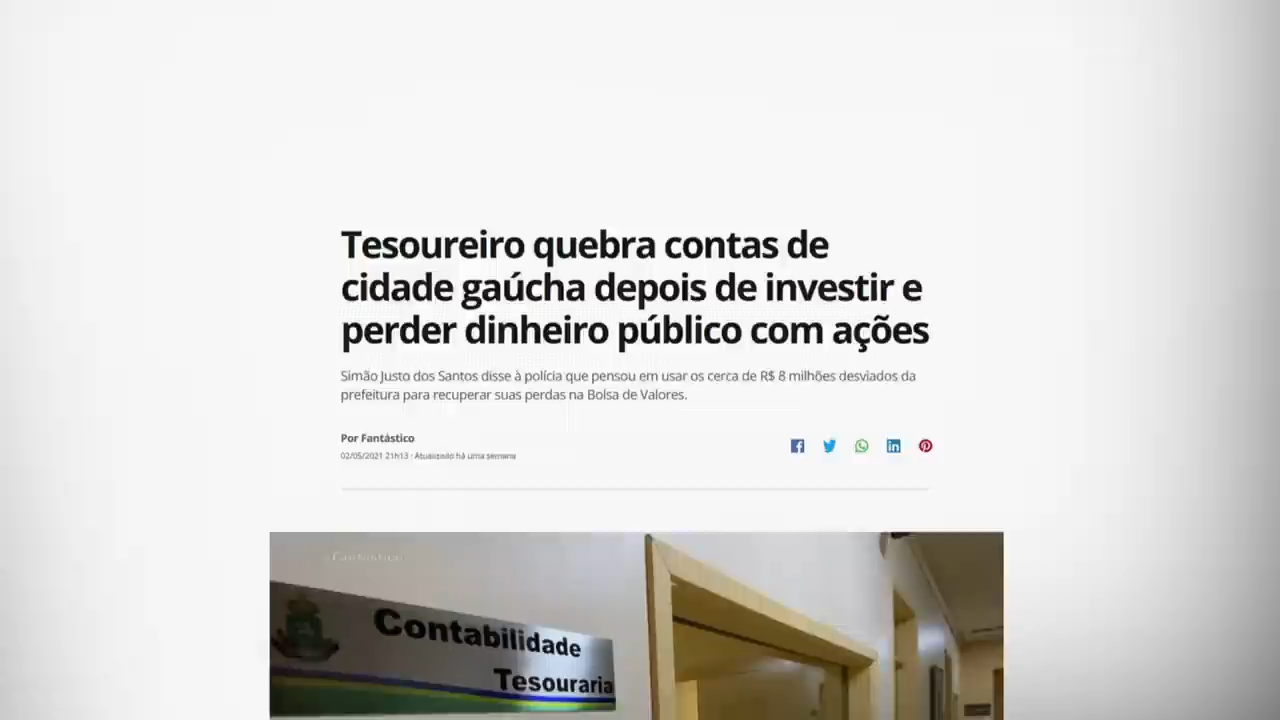 Tesoureiro quebra contas de
cidade gaúcha depois de investir e
perder dinheiro público com ações
Simão Justo dos Santos disse à polícia que pensou em usar os cerca de R$ 8 milhões desviados da
prefeitura para recuperar suas perdas na Bolsa de Valores.
Por Fantástico
02/05/2021 21h13 · Atualizado há uma semana
Fantástico
Contabilidade
Tesouraria